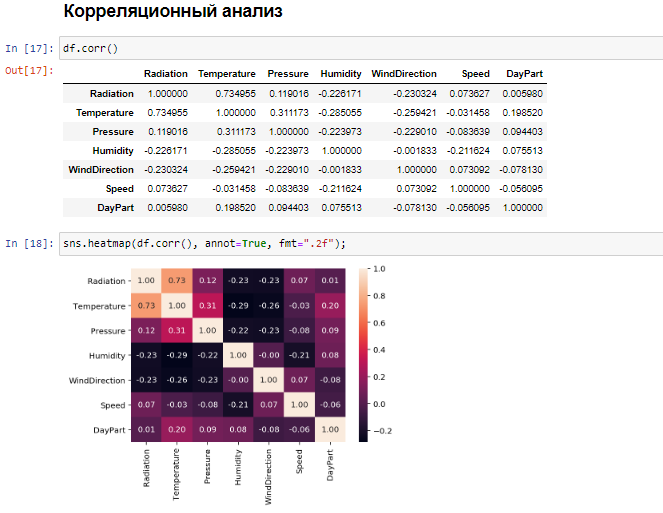 Корреляционный анализ
In [17]: df.corr()
Out[17]:
Radiation Temperature Pressure Humidity WindDirection Speed DayPart
Radiation 1.000000 0.734955 0.119016 -0.226171 -0.230324 0.073627 0.005980
Temperature 0.734955 1.000000 0.311173 -0.285055 -0.259421 -0.031458 0.198520
Pressure 0.119016 0.311173 1.000000 -0.223973 -0.229010 -0.083639 0.094403
Humidity -0.226171 -0.285055 -0.223973 1.000000 -0.001833 -0.211624 0.075513
WindDirection -0.230324 -0.259421 -0.229010 -0.001833 1.000000 0.073092 -0.078130
Speed 0.073627 -0.031458 -0.083639 -0.211624 0.073092 1.000000 -0.056095
DayPart 0.005980 0.198520 0.094403 0.075513 -0.078130 -0.056095 1.000000
In [18]: sns.heatmap(df.corr(), annot=True, fmt=".2f");
Radiation 1.00 0.73 0.12 -0.23 -0.23 0.07 0.01
Temperature 0.73 1.00 0.31 -0.29 -0.26 -0.03 0.20
Pressure 0.12 0.31 1.00 -0.22 -0.23 -0.08 0.09
Humidity -0.23 -0.29 -0.22 1.00 -0.00 -0.21 0.08
WindDirection -0.23 -0.26 -0.23 -0.00 1.00 0.07 -0.08
Speed 0.07 -0.03 -0.08 -0.21 0.07 1.00 -0.06
DayPart 0.01 0.20 0.09 0.08 -0.08 -0.06 1.00
Radiation
Temperature
Pressure
Humidity
WindDirection
Speed
DayPart
1.0
0.8
0.6
0.4
0.2
0.0
-0.2